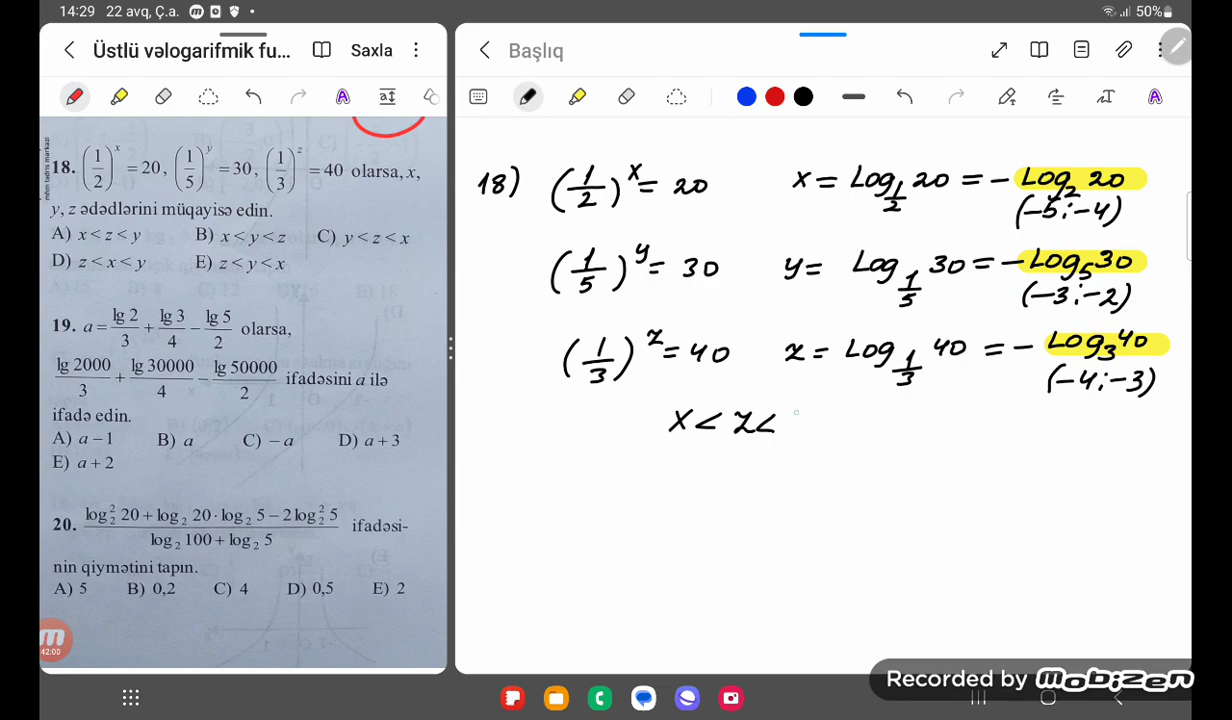 14:29 22 avq, Ç.a. 50%
Üstlü vəlogarifmik fu... Saxla
Başlıq
18. (1/2)^x = 20, (1/5)^y = 30, (1/3)^z = 40 olarsa, x,
y, z ədədlərini müqayisə edin.
A) x < z < y B) x < y < z C) y < z < x
D) z < x < y E) z < y < x
19. a = lg 2/3 + lg 3/4 − lg 5/2 olarsa,
lg 2000/3 + lg 30000/4 − lg 50000/2 ifadəsini a ilə
ifadə edin.
A) a − 1 B) a C) −a D) a + 3
E) a + 2
20. (log₂² 20 + log₂ 20 · log₂ 5 − 2 log₂² 5)/(log₂ 100 + log₂ 5) ifadəsi-
nin qiymətini tapın.
A) 5 B) 0,2 C) 4 D) 0,5 E) 2
42:00
18) (1/2)^x = 20 x = Log_{1/2} 20 = − Log₂ 20
(−5; −4)
(1/5)^y = 30 y = Log_{1/5} 30 = − Log₅ 30
(−3; −2)
(1/3)^z = 40 z = Log_{1/3} 40 = − Log₃ 40
(−4; −3)
x < z <
Recorded by mobizen